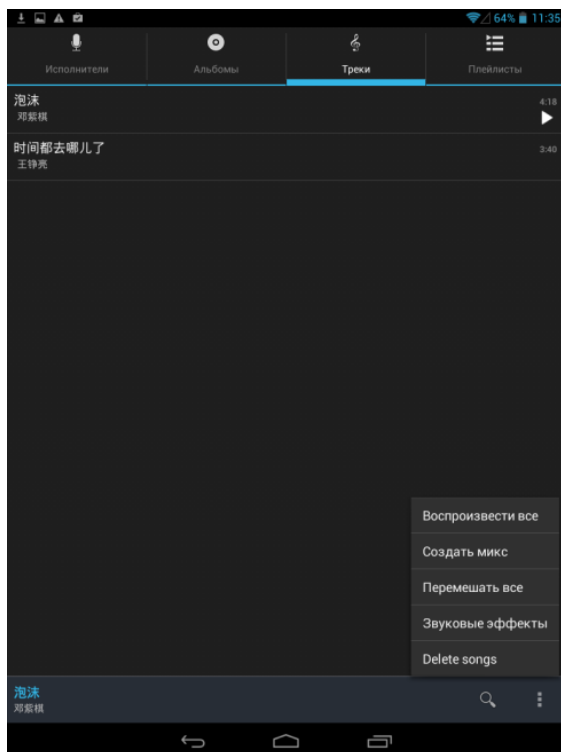 64% 11:35
Исполнители Альбомы Треки Плейлисты
泡沫 4:18
邓紫棋
时间都去哪儿了 3:40
王铮亮
Воспроизвести все
Создать микс
Перемешать все
Звуковые эффекты
Delete songs
泡沫
邓紫棋